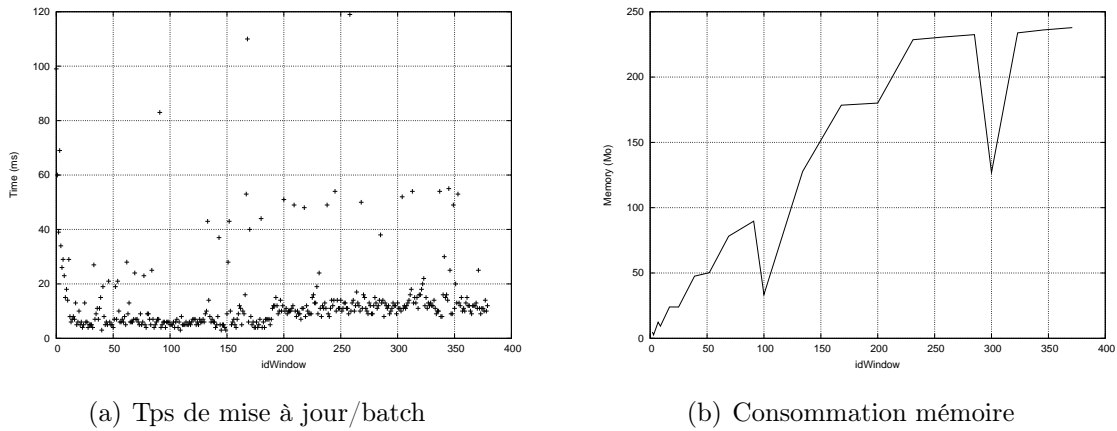 120
100
80
60
40
20
0
Time (ms)
0 50 100 150 200 250 300 350 400
idWindow
(a) Tps de mise à jour/batch
250
200
150
100
50
0
Memory (Mo)
0 50 100 150 200 250 300 350 400
idWindow
(b) Consommation mémoire